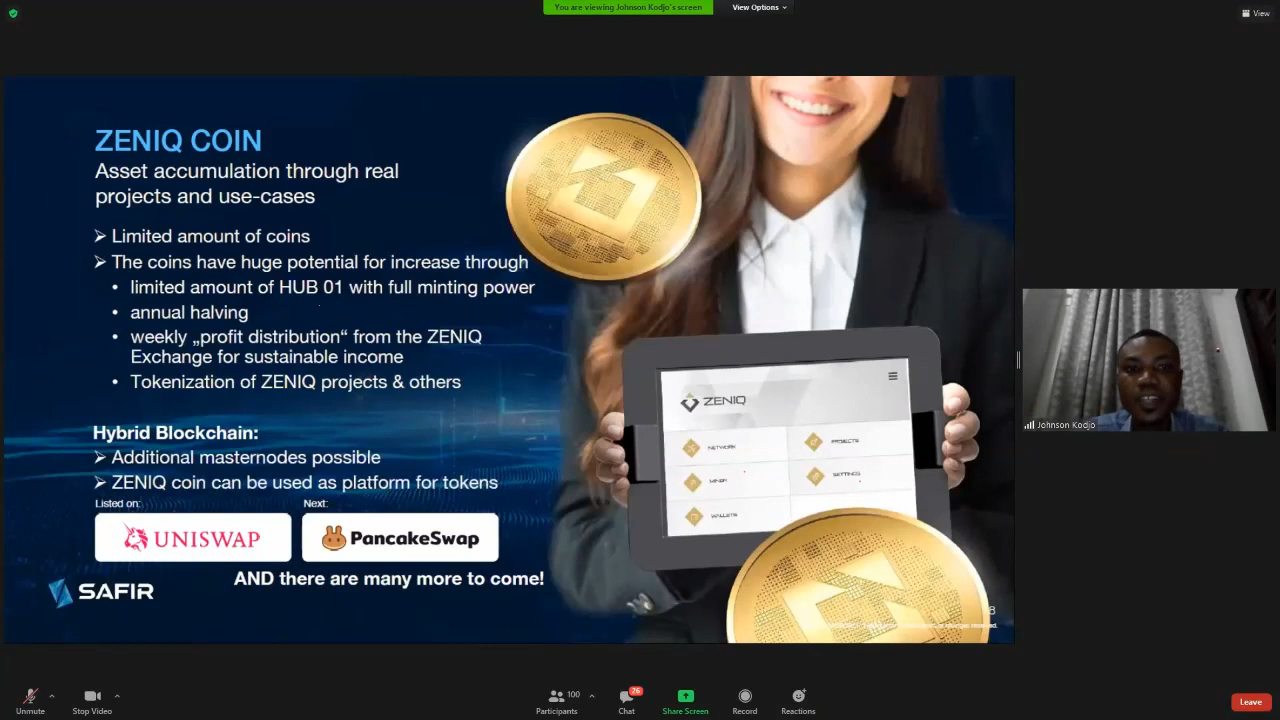 You are viewing Johnson Kodjo's screen
View Options
View
ZENIQ COIN
Asset accumulation through real
projects and use-cases
➢ Limited amount of coins
➢ The coins have huge potential for increase through
• limited amount of HUB 01 with full minting power
• annual halving
• weekly „profit distribution“ from the ZENIQ
Exchange for sustainable income
• Tokenization of ZENIQ projects & others
Hybrid Blockchain:
➢ Additional masternodes possible
➢ ZENIQ coin can be used as platform for tokens
Listed on:
Next:
UNISWAP
PancakeSwap
AND there are many more to come!
SAFIR
ZENIQ
NETWORK
PROJECTS
MINER
SETTINGS
WALLETS
8
Johnson Kodjo
Unmute
Stop Video
100
Participants
26
Chat
Share Screen
Record
Reactions
Leave